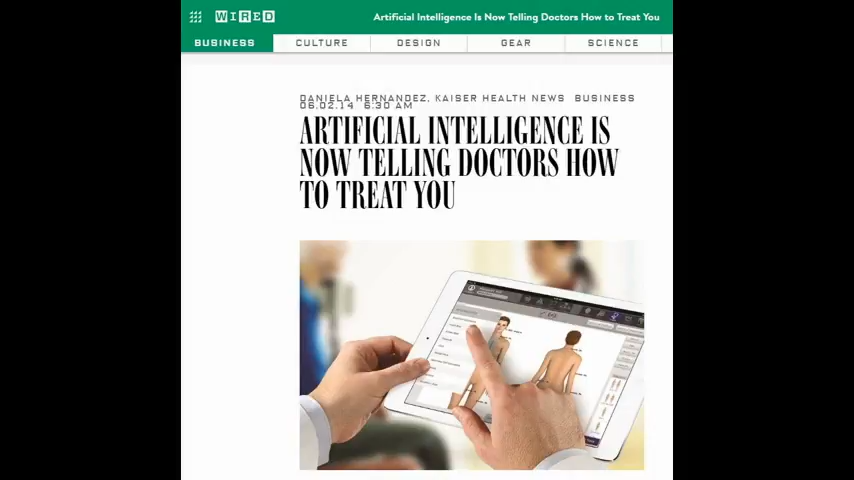 WIRED
Artificial Intelligence Is Now Telling Doctors How to Treat You
BUSINESS CULTURE DESIGN GEAR SCIENCE
DANIELA HERNANDEZ, KAISER HEALTH NEWS BUSINESS
06.02.14 6:30 AM
ARTIFICIAL INTELLIGENCE IS
NOW TELLING DOCTORS HOW
TO TREAT YOU